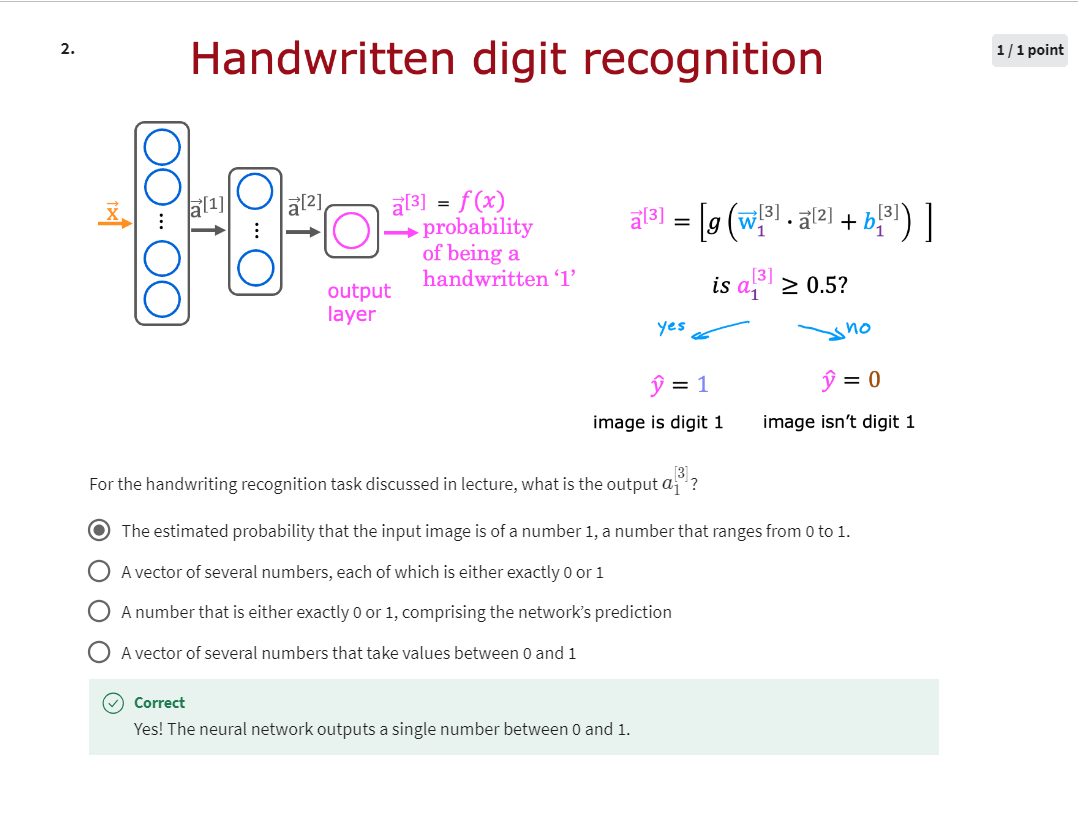 2.
Handwritten digit recognition
1 / 1 point
x⃗
a⃗^[1]
a⃗^[2]
a⃗^[3] = f(x)
probability
of being a
handwritten ‘1’
output
layer
a⃗^[3] = [g(w⃗_1^[3] · a⃗^[2] + b_1^[3])]
is a_1^[3] ≥ 0.5?
yes
no
ŷ = 1
ŷ = 0
image is digit 1
image isn’t digit 1
For the handwriting recognition task discussed in lecture, what is the output a_1^[3]?
The estimated probability that the input image is of a number 1, a number that ranges from 0 to 1.
A vector of several numbers, each of which is either exactly 0 or 1
A number that is either exactly 0 or 1, comprising the network’s prediction
A vector of several numbers that take values between 0 and 1
Correct
Yes! The neural network outputs a single number between 0 and 1.